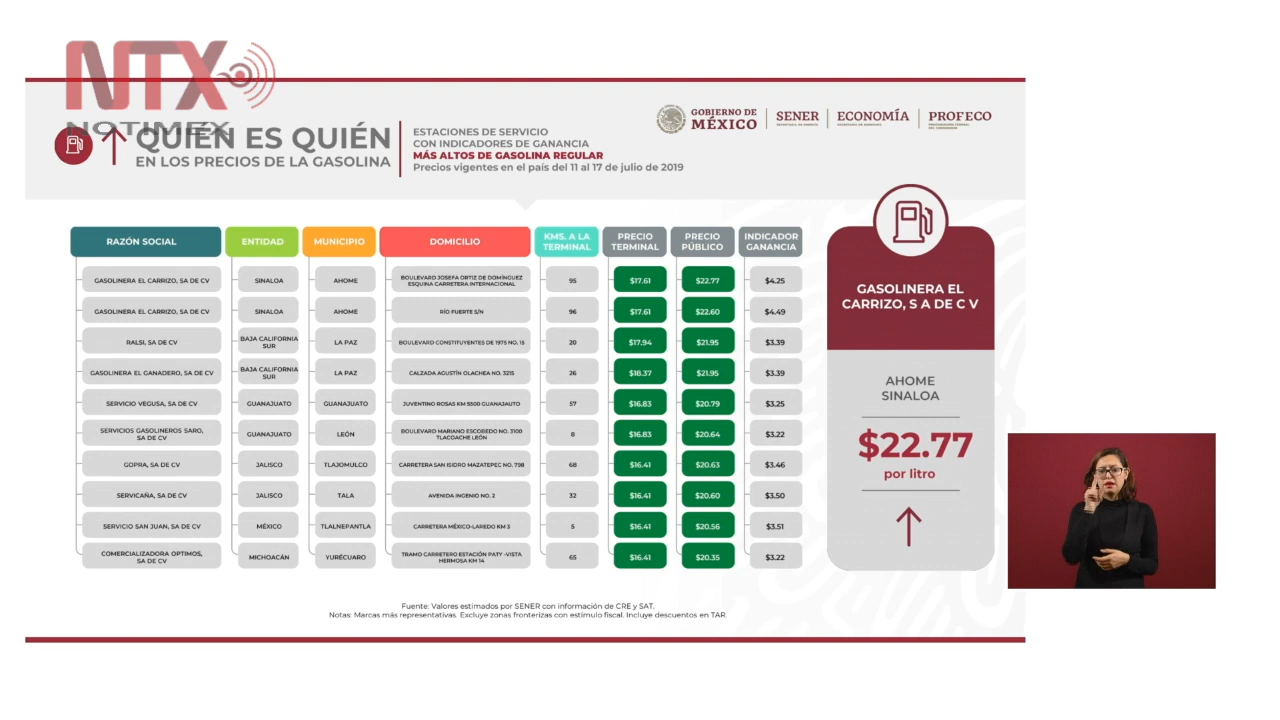 NTX
NOTIMEX
QUIÉN ES QUIÉN
EN LOS PRECIOS DE LA GASOLINA
ESTACIONES DE SERVICIO
CON INDICADORES DE GANANCIA
MÁS ALTOS DE GASOLINA REGULAR
Precios vigentes en el país del 11 al 17 de julio de 2019
GOBIERNO DE
MÉXICO
SENER
ECONOMÍA
PROFECO
RAZÓN SOCIAL ENTIDAD MUNICIPIO DOMICILIO KMS. A LA TERMINAL PRECIO TERMINAL PRECIO PÚBLICO INDICADOR GANANCIA
GASOLINERA EL CARRIZO, SA DE CV SINALOA AHOME BOULEVARD JOSEFA ORTIZ DE DOMÍNGUEZ ESQUINA CARRETERA INTERNACIONAL 95 $17.61 $22.77 $4.25
GASOLINERA EL CARRIZO, SA DE CV SINALOA AHOME RÍO FUERTE S/N 96 $17.61 $22.60 $4.49
RALSI, SA DE CV BAJA CALIFORNIA SUR LA PAZ BOULEVARD CONSTITUYENTES DE 1975 NO. 15 20 $17.94 $21.95 $3.39
GASOLINERA EL GANADERO, SA DE CV BAJA CALIFORNIA SUR LA PAZ CALZADA AGUSTÍN OLACHEA NO. 3215 26 $18.37 $21.95 $3.39
SERVICIO VEGUSA, SA DE CV GUANAJUATO GUANAJUATO JUVENTINO ROSAS KM 5500 GUANAJAUTO 57 $16.83 $20.79 $3.25
SERVICIOS GASOLINEROS SARO, SA DE CV GUANAJUATO LEÓN BOULEVARD MARIANO ESCOBEDO NO. 3100 TLACOACHE LEÓN 8 $16.83 $20.64 $3.22
GOPRA, SA DE CV JALISCO TLAJOMULCO CARRETERA SAN ISIDRO MAZATEPEC NO. 798 68 $16.41 $20.63 $3.46
SERVICAÑA, SA DE CV JALISCO TALA AVENIDA INGENIO NO. 2 32 $16.41 $20.60 $3.50
SERVICIO SAN JUAN, SA DE CV MÉXICO TLALNEPANTLA CARRETERA MÉXICO-LAREDO KM 3 5 $16.41 $20.56 $3.51
COMERCIALIZADORA OPTIMOS, SA DE CV MICHOACÁN YURÉCUARO TRAMO CARRETERO ESTACIÓN PATY -VISTA HERMOSA KM 14 65 $16.41 $20.35 $3.22
GASOLINERA EL
CARRIZO, S A DE C V
AHOME
SINALOA
$22.77
por litro
Fuente: Valores estimados por SENER con información de CRE y SAT.
Notas: Marcas más representativas. Excluye zonas fronterizas con estímulo fiscal. Incluye descuentos en TAR.